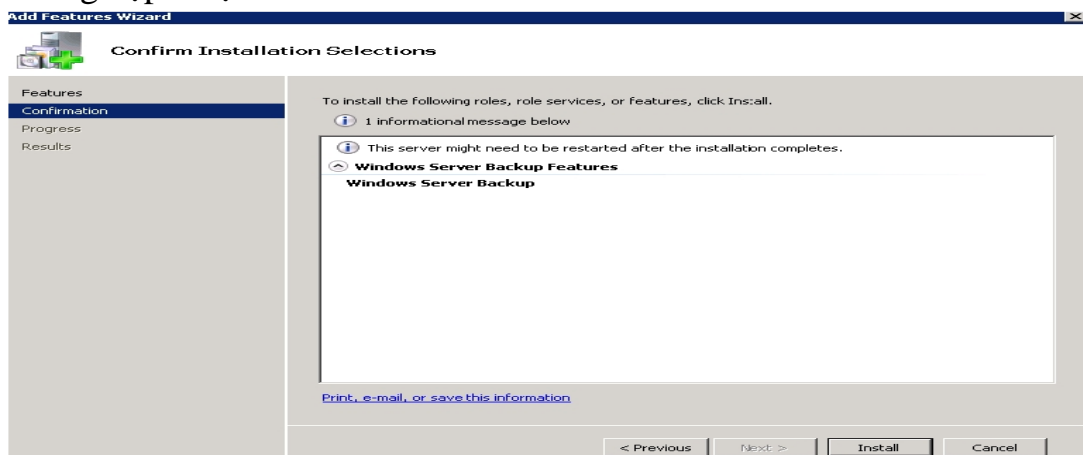 Add Features Wizard
Confirm Installation Selections
Features
Confirmation
Progress
Results
To install the following roles, role services, or features, click Install.
1 informational message below
This server might need to be restarted after the installation completes.
Windows Server Backup Features
Windows Server Backup
Print, e-mail, or save this information
< Previous
Next >
Install
Cancel